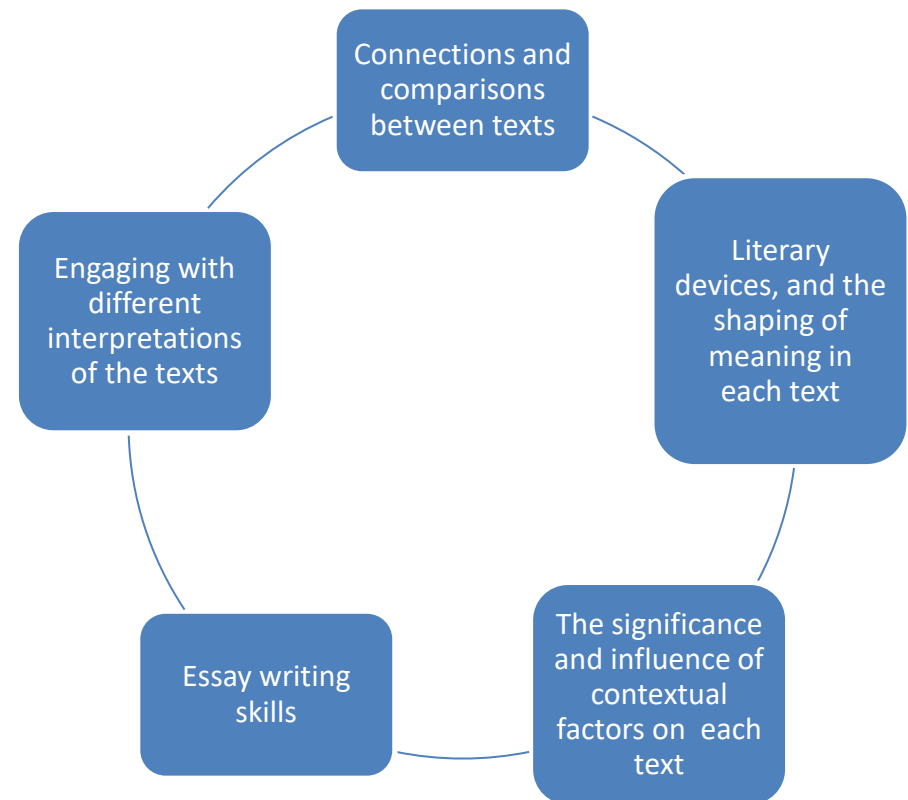 Connections and
comparisons
between texts
Literary
devices, and the
shaping of
meaning in
each text
The significance
and influence of
contextual
factors on  each
text
Essay writing
skills
Engaging with
different
interpretations
of the texts